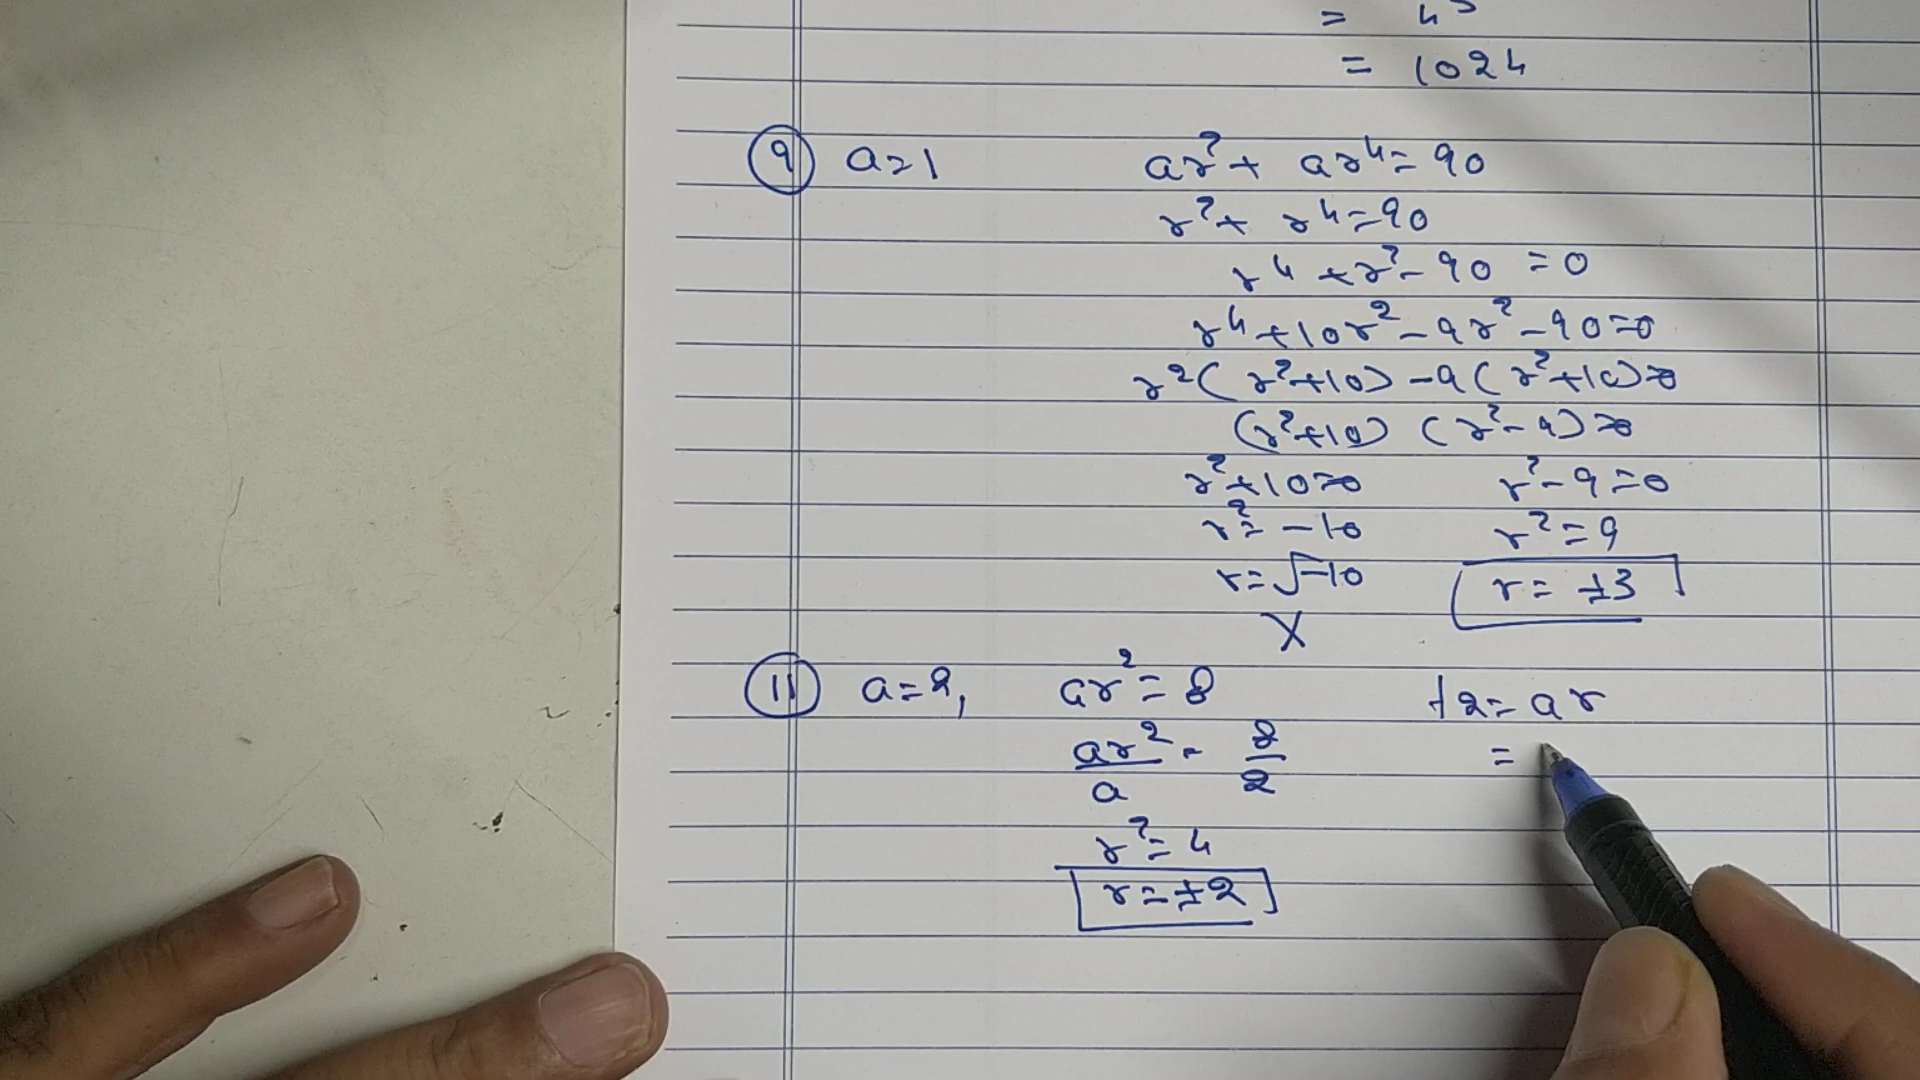 = 4⁵
= 1024
9 a=1 ar²+ ar⁴=90
r²+ r⁴=90
r⁴+r²-90 =0
r⁴+10r²-9r²-90=0
r²(r²+10)-9(r²+10)=0
(r²+10) (r²-9)=0
r²+10=0 r²-9=0
r²= -10 r²=9
r=√-10 r= ±3
X
11 a=2, ar²=8 t2=ar
ar²/a = 8/2 =
r²=4
r=±2